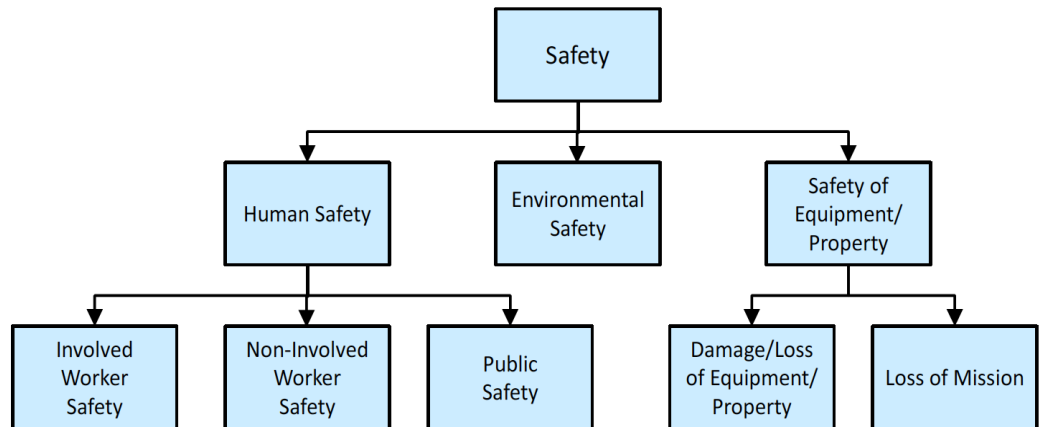 Safety
Human Safety
Environmental
Safety
Safety of
Equipment/
Property
Involved
Worker
Safety
Non-Involved
Worker
Safety
Public
Safety
Damage/Loss
of Equipment/
Property
Loss of Mission